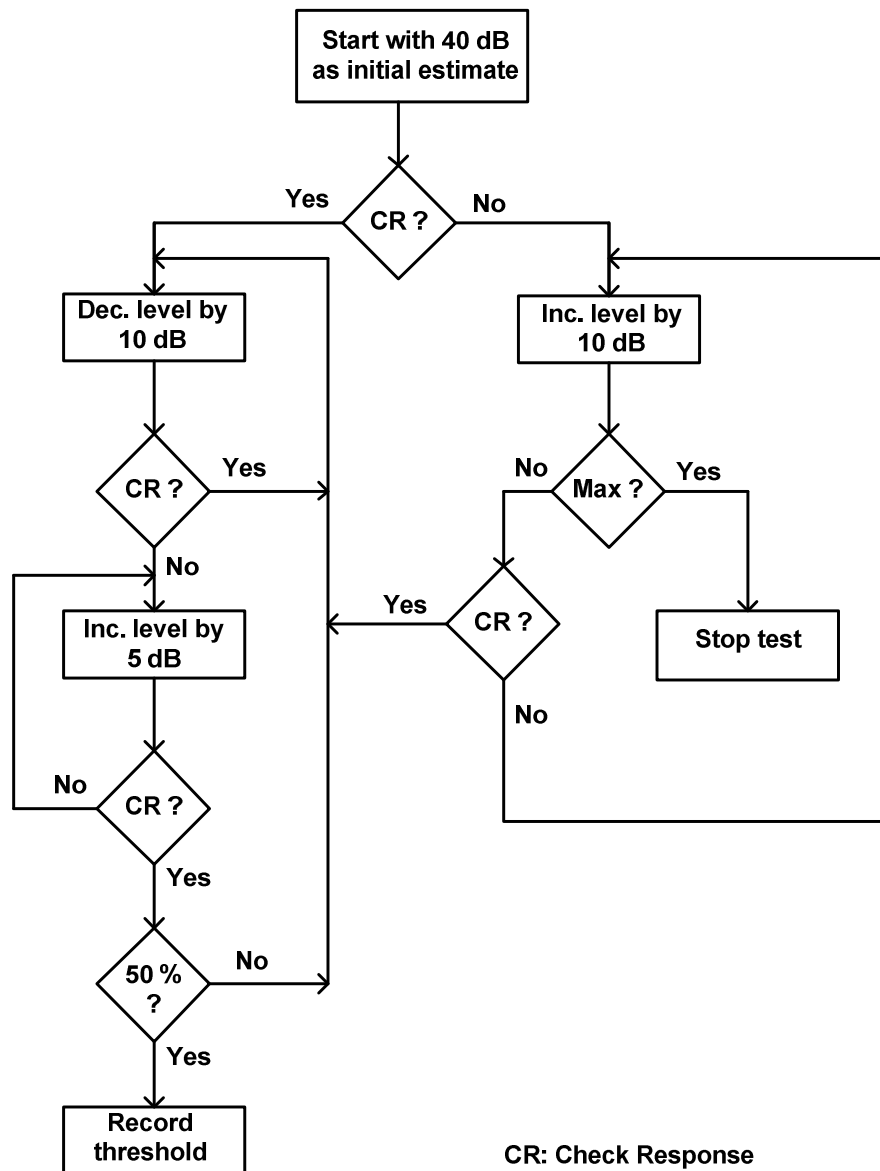 Start with 40 dB
as initial estimate
Yes
CR ?
No
Dec. level by
10 dB
Inc. level by
10 dB
CR ?
Yes
No
Max ?
Yes
No
Inc. level by
5 dB
Yes
CR ?
Stop test
No
No
CR ?
Yes
50 %
?
No
Yes
Record
threshold
CR: Check Response